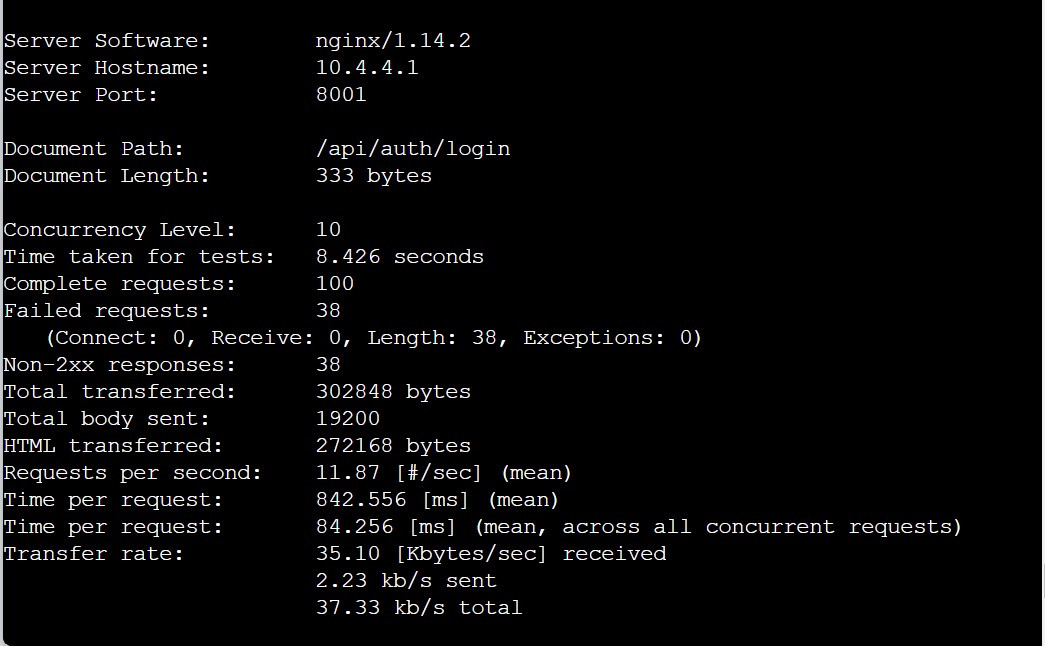 Server Software: nginx/1.14.2
Server Hostname: 10.4.4.1
Server Port: 8001
Document Path: /api/auth/login
Document Length: 333 bytes
Concurrency Level: 10
Time taken for tests: 8.426 seconds
Complete requests: 100
Failed requests: 38
(Connect: 0, Receive: 0, Length: 38, Exceptions: 0)
Non-2xx responses: 38
Total transferred: 302848 bytes
Total body sent: 19200
HTML transferred: 272168 bytes
Requests per second: 11.87 [#/sec] (mean)
Time per request: 842.556 [ms] (mean)
Time per request: 84.256 [ms] (mean, across all concurrent requests)
Transfer rate: 35.10 [Kbytes/sec] received
2.23 kb/s sent
37.33 kb/s total